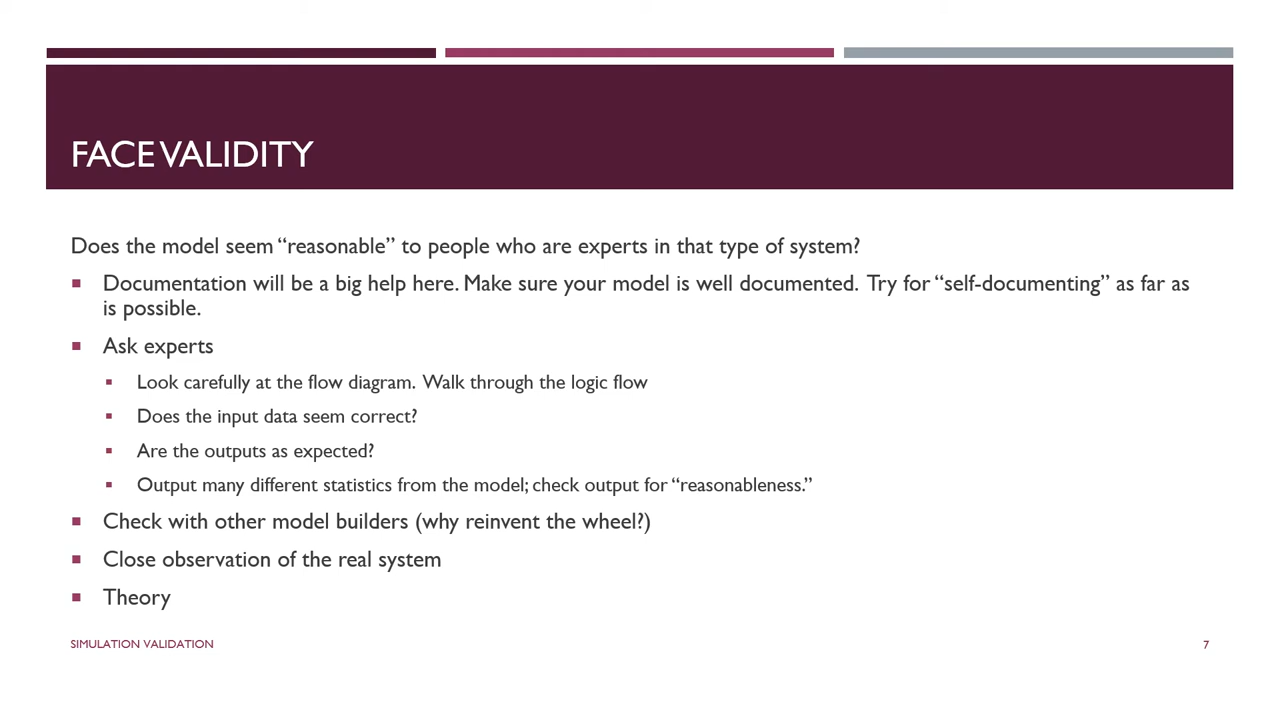 FACE VALIDITY
Does the model seem “reasonable” to people who are experts in that type of system?
Documentation will be a big help here. Make sure your model is well documented. Try for “self-documenting” as far as
is possible.
Ask experts
Look carefully at the flow diagram. Walk through the logic flow
Does the input data seem correct?
Are the outputs as expected?
Output many different statistics from the model; check output for “reasonableness.”
Check with other model builders (why reinvent the wheel?)
Close observation of the real system
Theory
SIMULATION VALIDATION
7